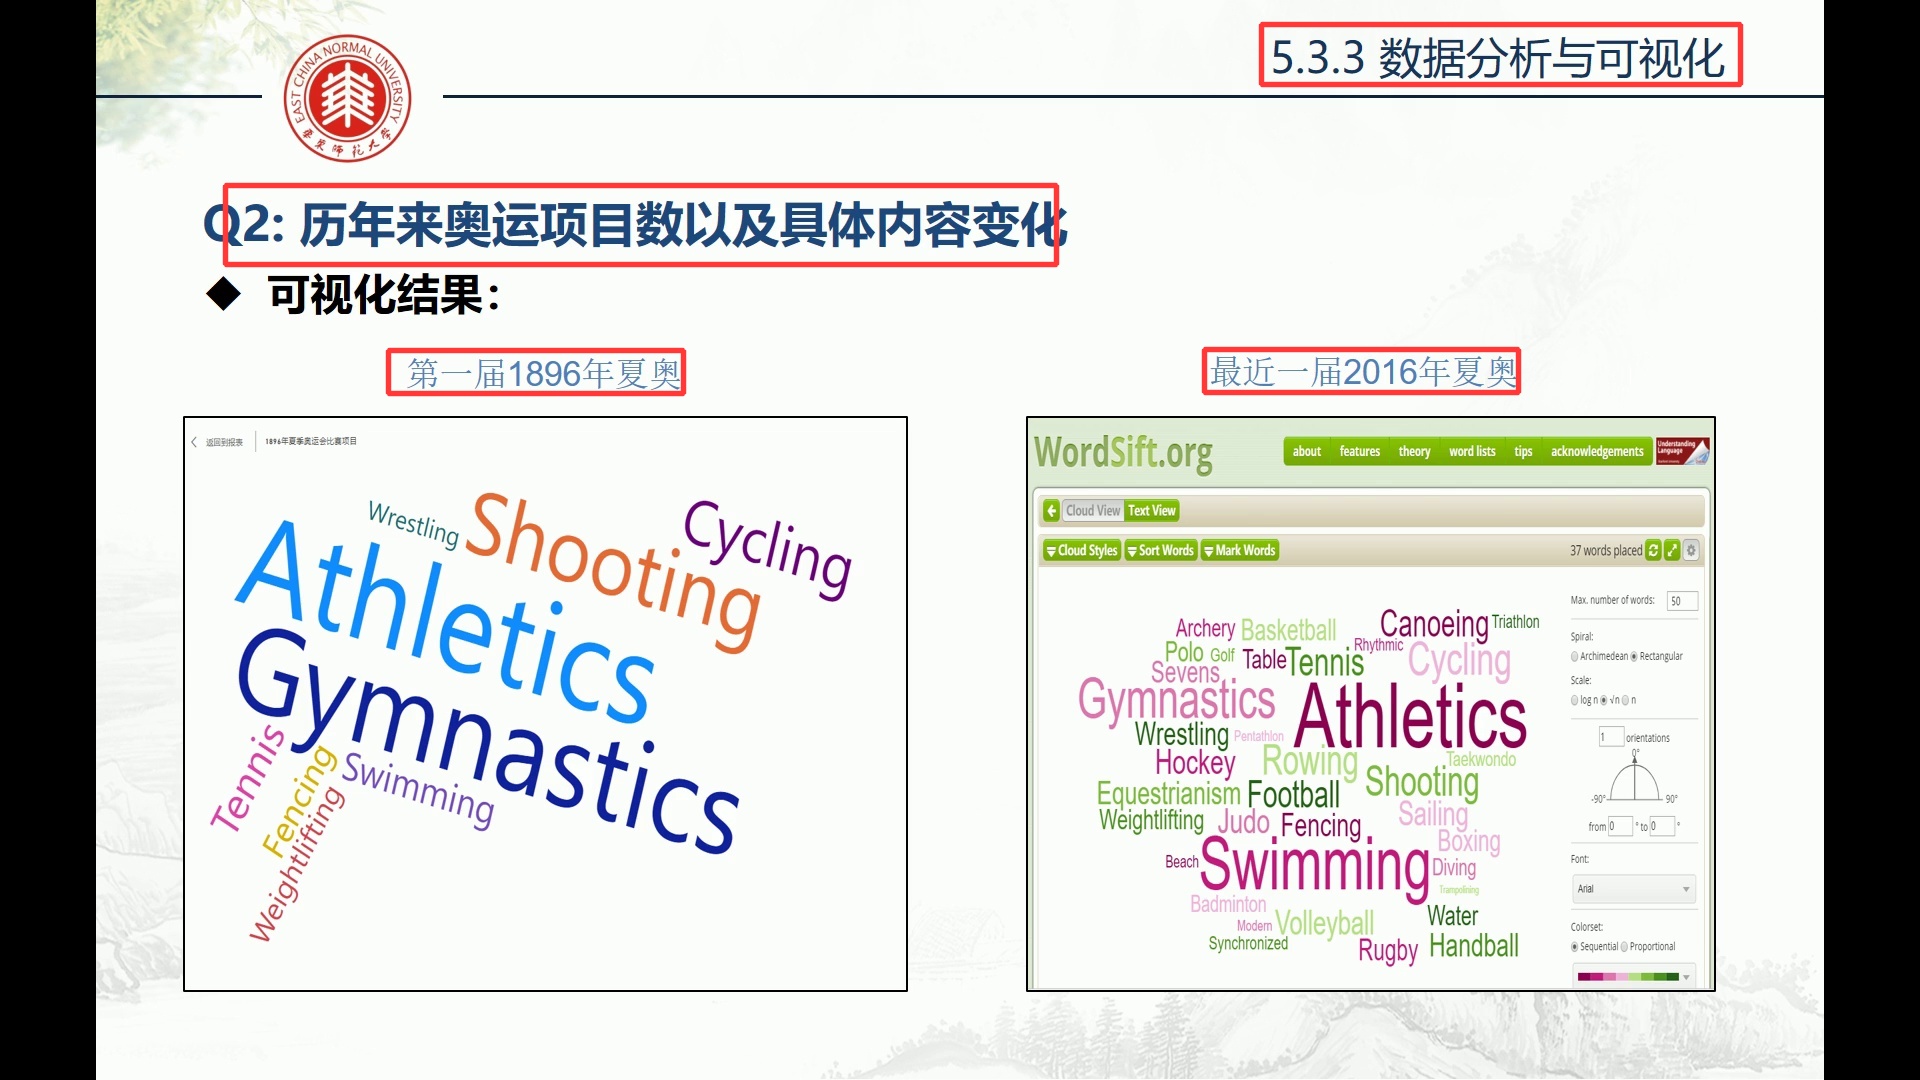 5.3.3 数据分析与可视化
EAST CHINA NORMAL UNIVERSITY
华东师范大学
Q2: 历年来奥运项目数以及具体内容变化
◆ 可视化结果：
第一届1896年夏奥
最近一届2016年夏奥
返回到报表
1896年夏季奥运会比赛项目
Wrestling
Shooting
Cycling
Athletics
Gymnastics
Tennis
Fencing
Swimming
Weightlifting
WordSift.org
about features theory word lists tips acknowledgements
Understanding
Language
Cloud View Text View
Cloud Styles Sort Words Mark Words
37 words placed
Max. number of words: 50
Spiral:
Archimedean Rectangular
Scale:
log n √n n
1 orientations
0°
-90° 90°
from 0 ° to 0 °
Font:
Arial
Colorset:
Sequential Proportional
Archery
Basketball
Canoeing
Triathlon
Polo
Golf
Table
Tennis
Rhythmic
Cycling
Sevens
Gymnastics
Athletics
Wrestling
Pentathlon
Hockey
Rowing
Taekwondo
Shooting
Equestrianism
Football
Sailing
Weightlifting
Judo
Fencing
Boxing
Beach
Swimming
Diving
Trampolining
Badminton
Modern
Volleyball
Water
Synchronized
Rugby
Handball